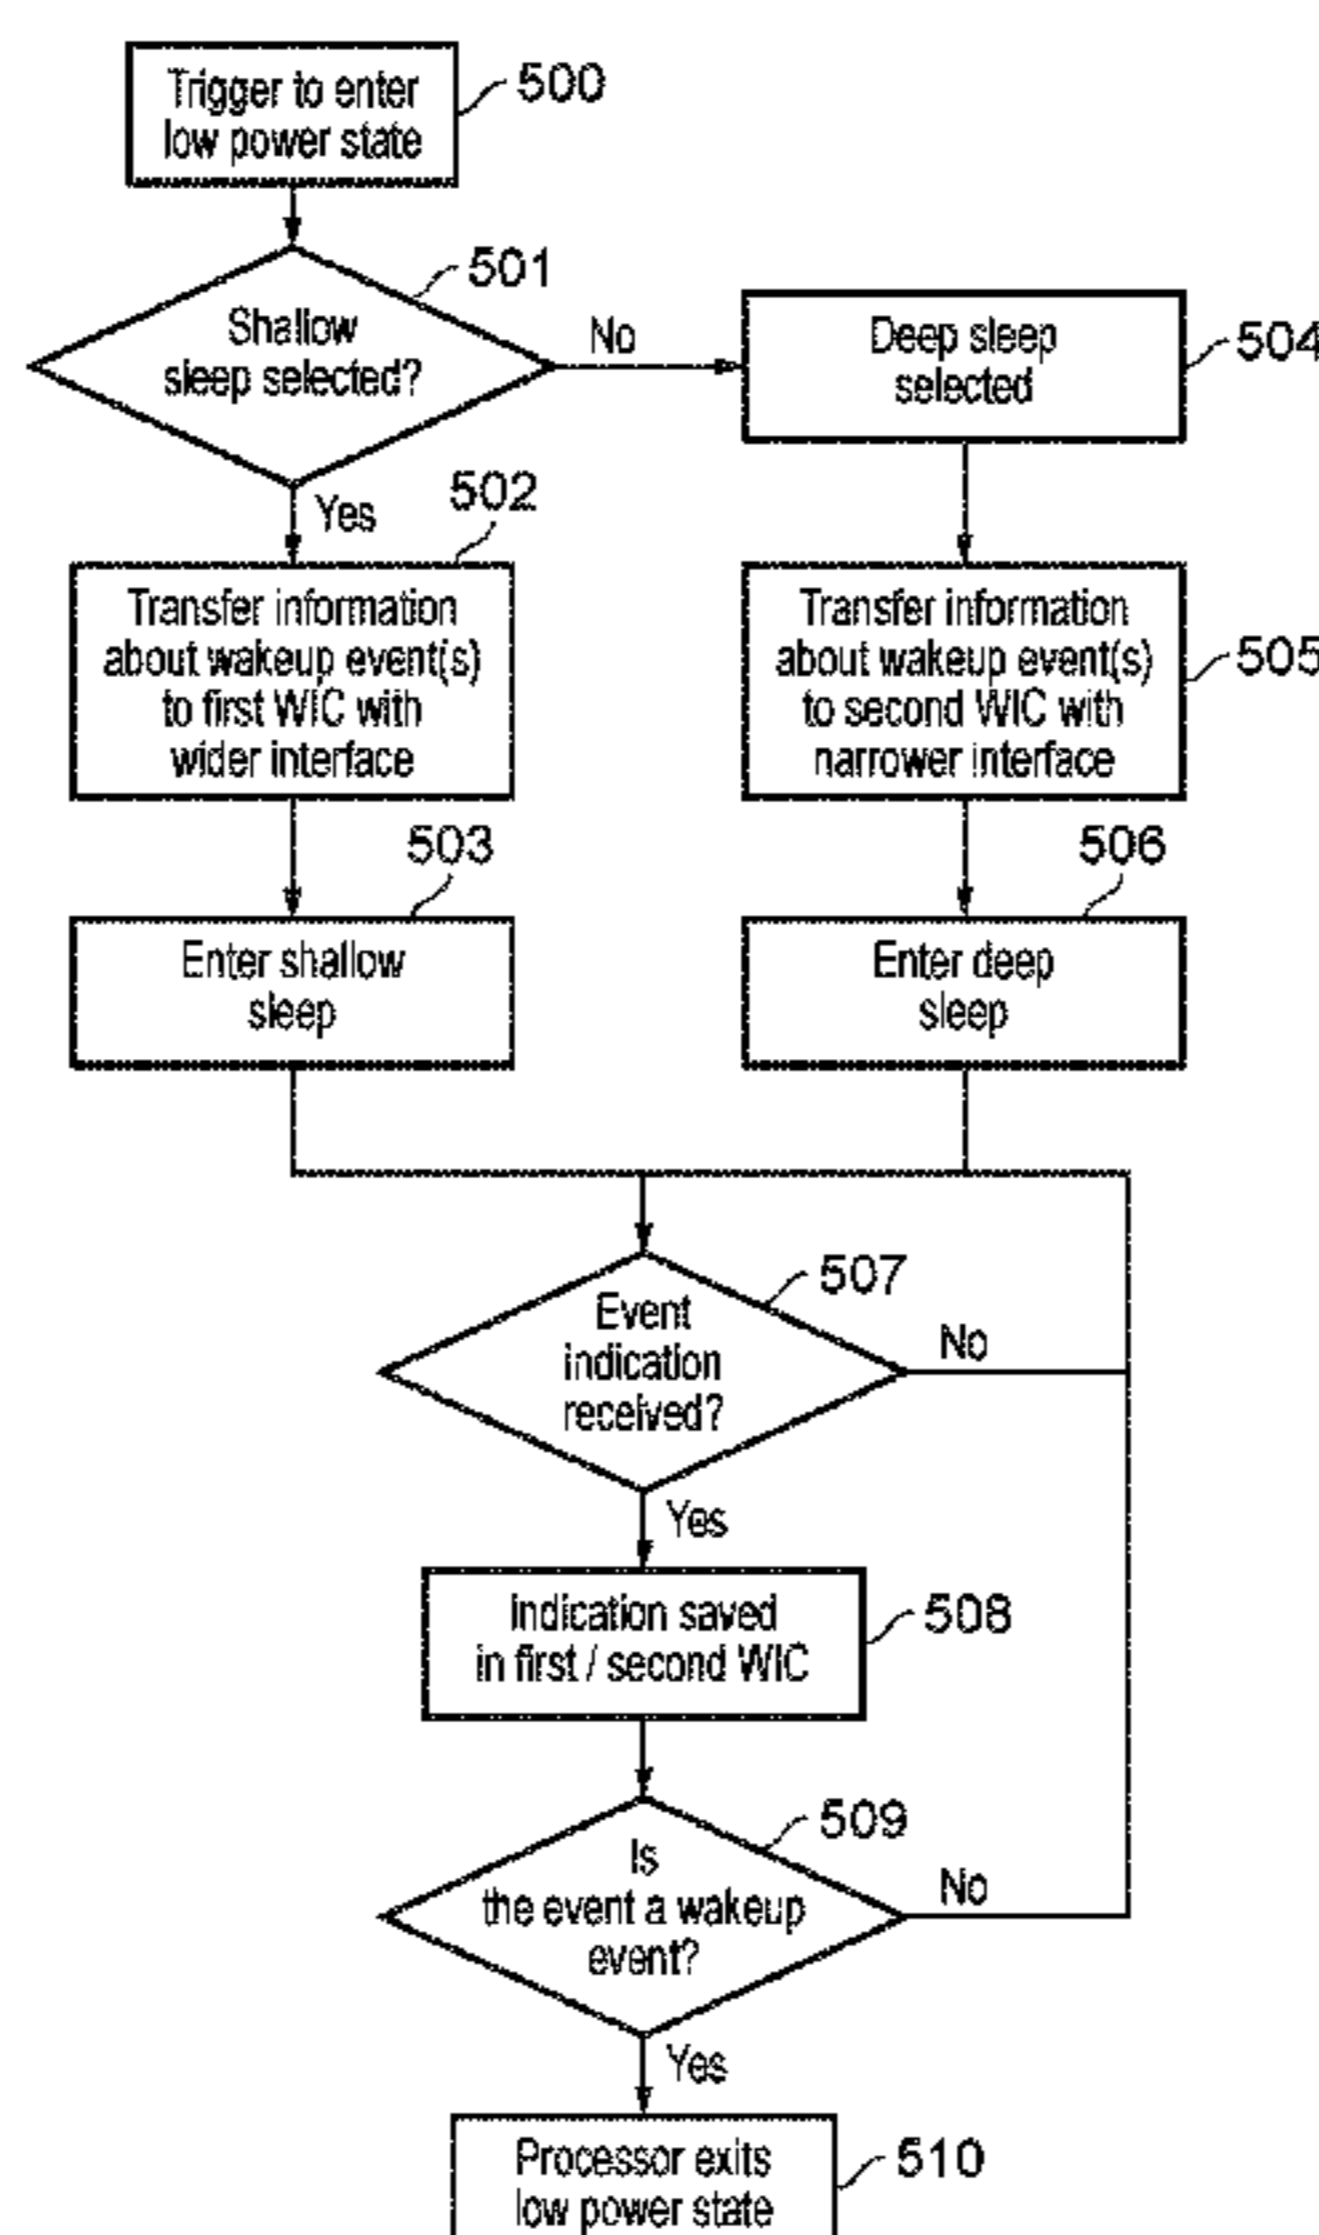 Trigger to enter
low power state
500
501
Shallow
sleep selected?
No
Deep sleep
selected
504
Yes
502
Transfer information
about wakeup event(s)
to first WIC with
wider interface
Transfer information
about wakeup event(s)
to second WIC with
narrower interface
505
503
Enter shallow
sleep
506
Enter deep
sleep
507
Event
indication
received?
No
Yes
Indication saved
in first / second WIC
508
509
Is
the event a wakeup
event?
No
Yes
Processor exits
low power state
510